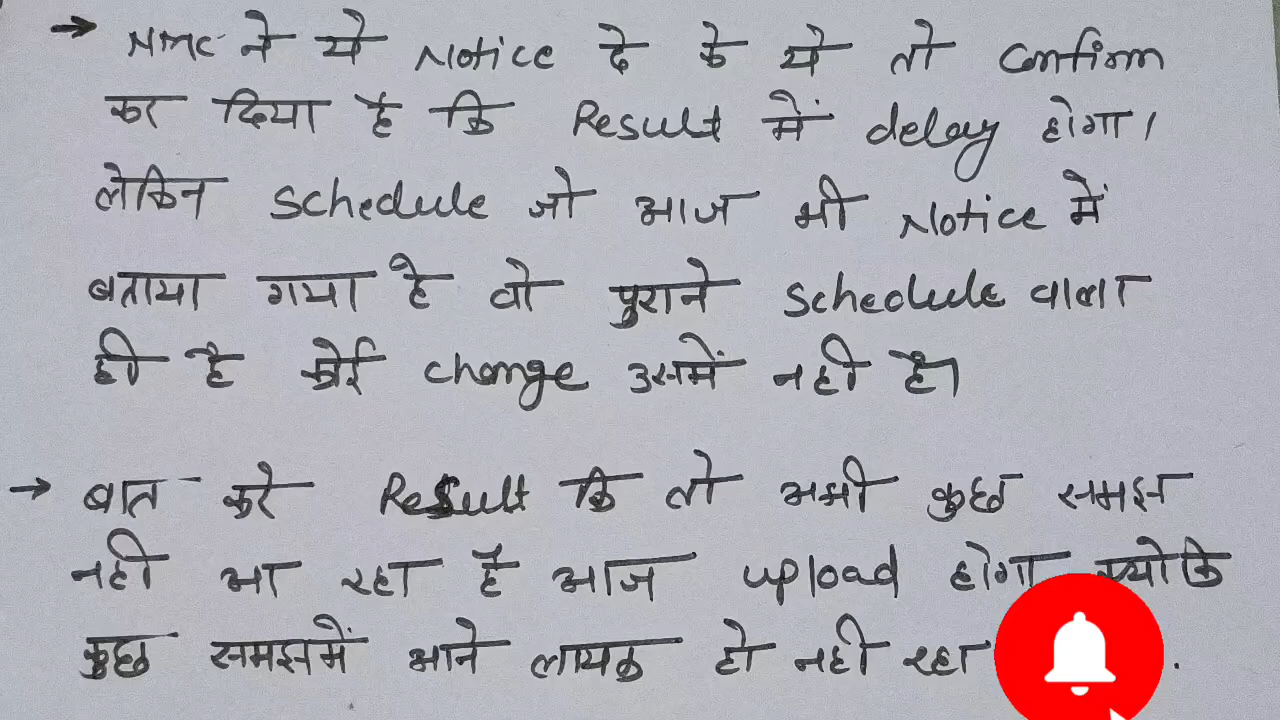 → NMC ने ये Notice दे के ये तो Confirm
कर दिया है कि Result में delay होगा।
लेकिन Schedule जो आज भी Notice में
बताया गया है वो पुराने Schedule वाला
ही है कोई change उसमें नही है।
→ बात करे Result कि तो अभी कुछ समझ
नही आ रहा है आज upload होगा क्योकि
कुछ समझमें आने लायक हो नही रहा